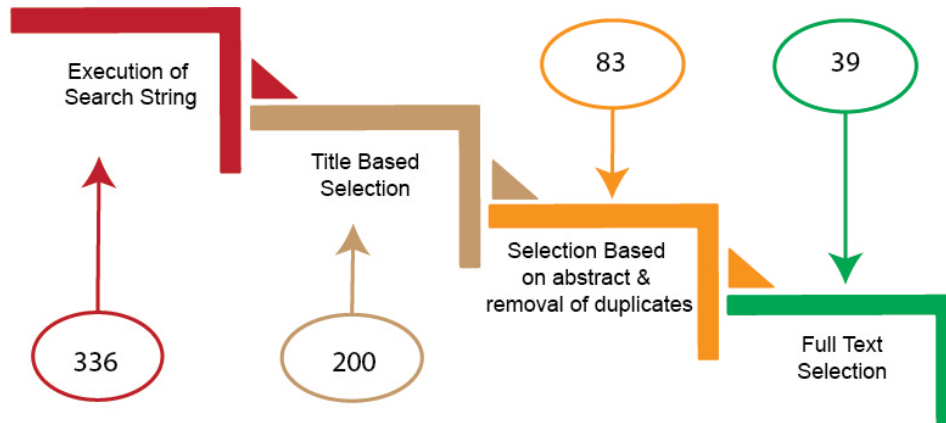 Execution of
Search String
336
Title Based
Selection
200
83
Selection Based
on abstract &
removal of duplicates
39
Full Text
Selection